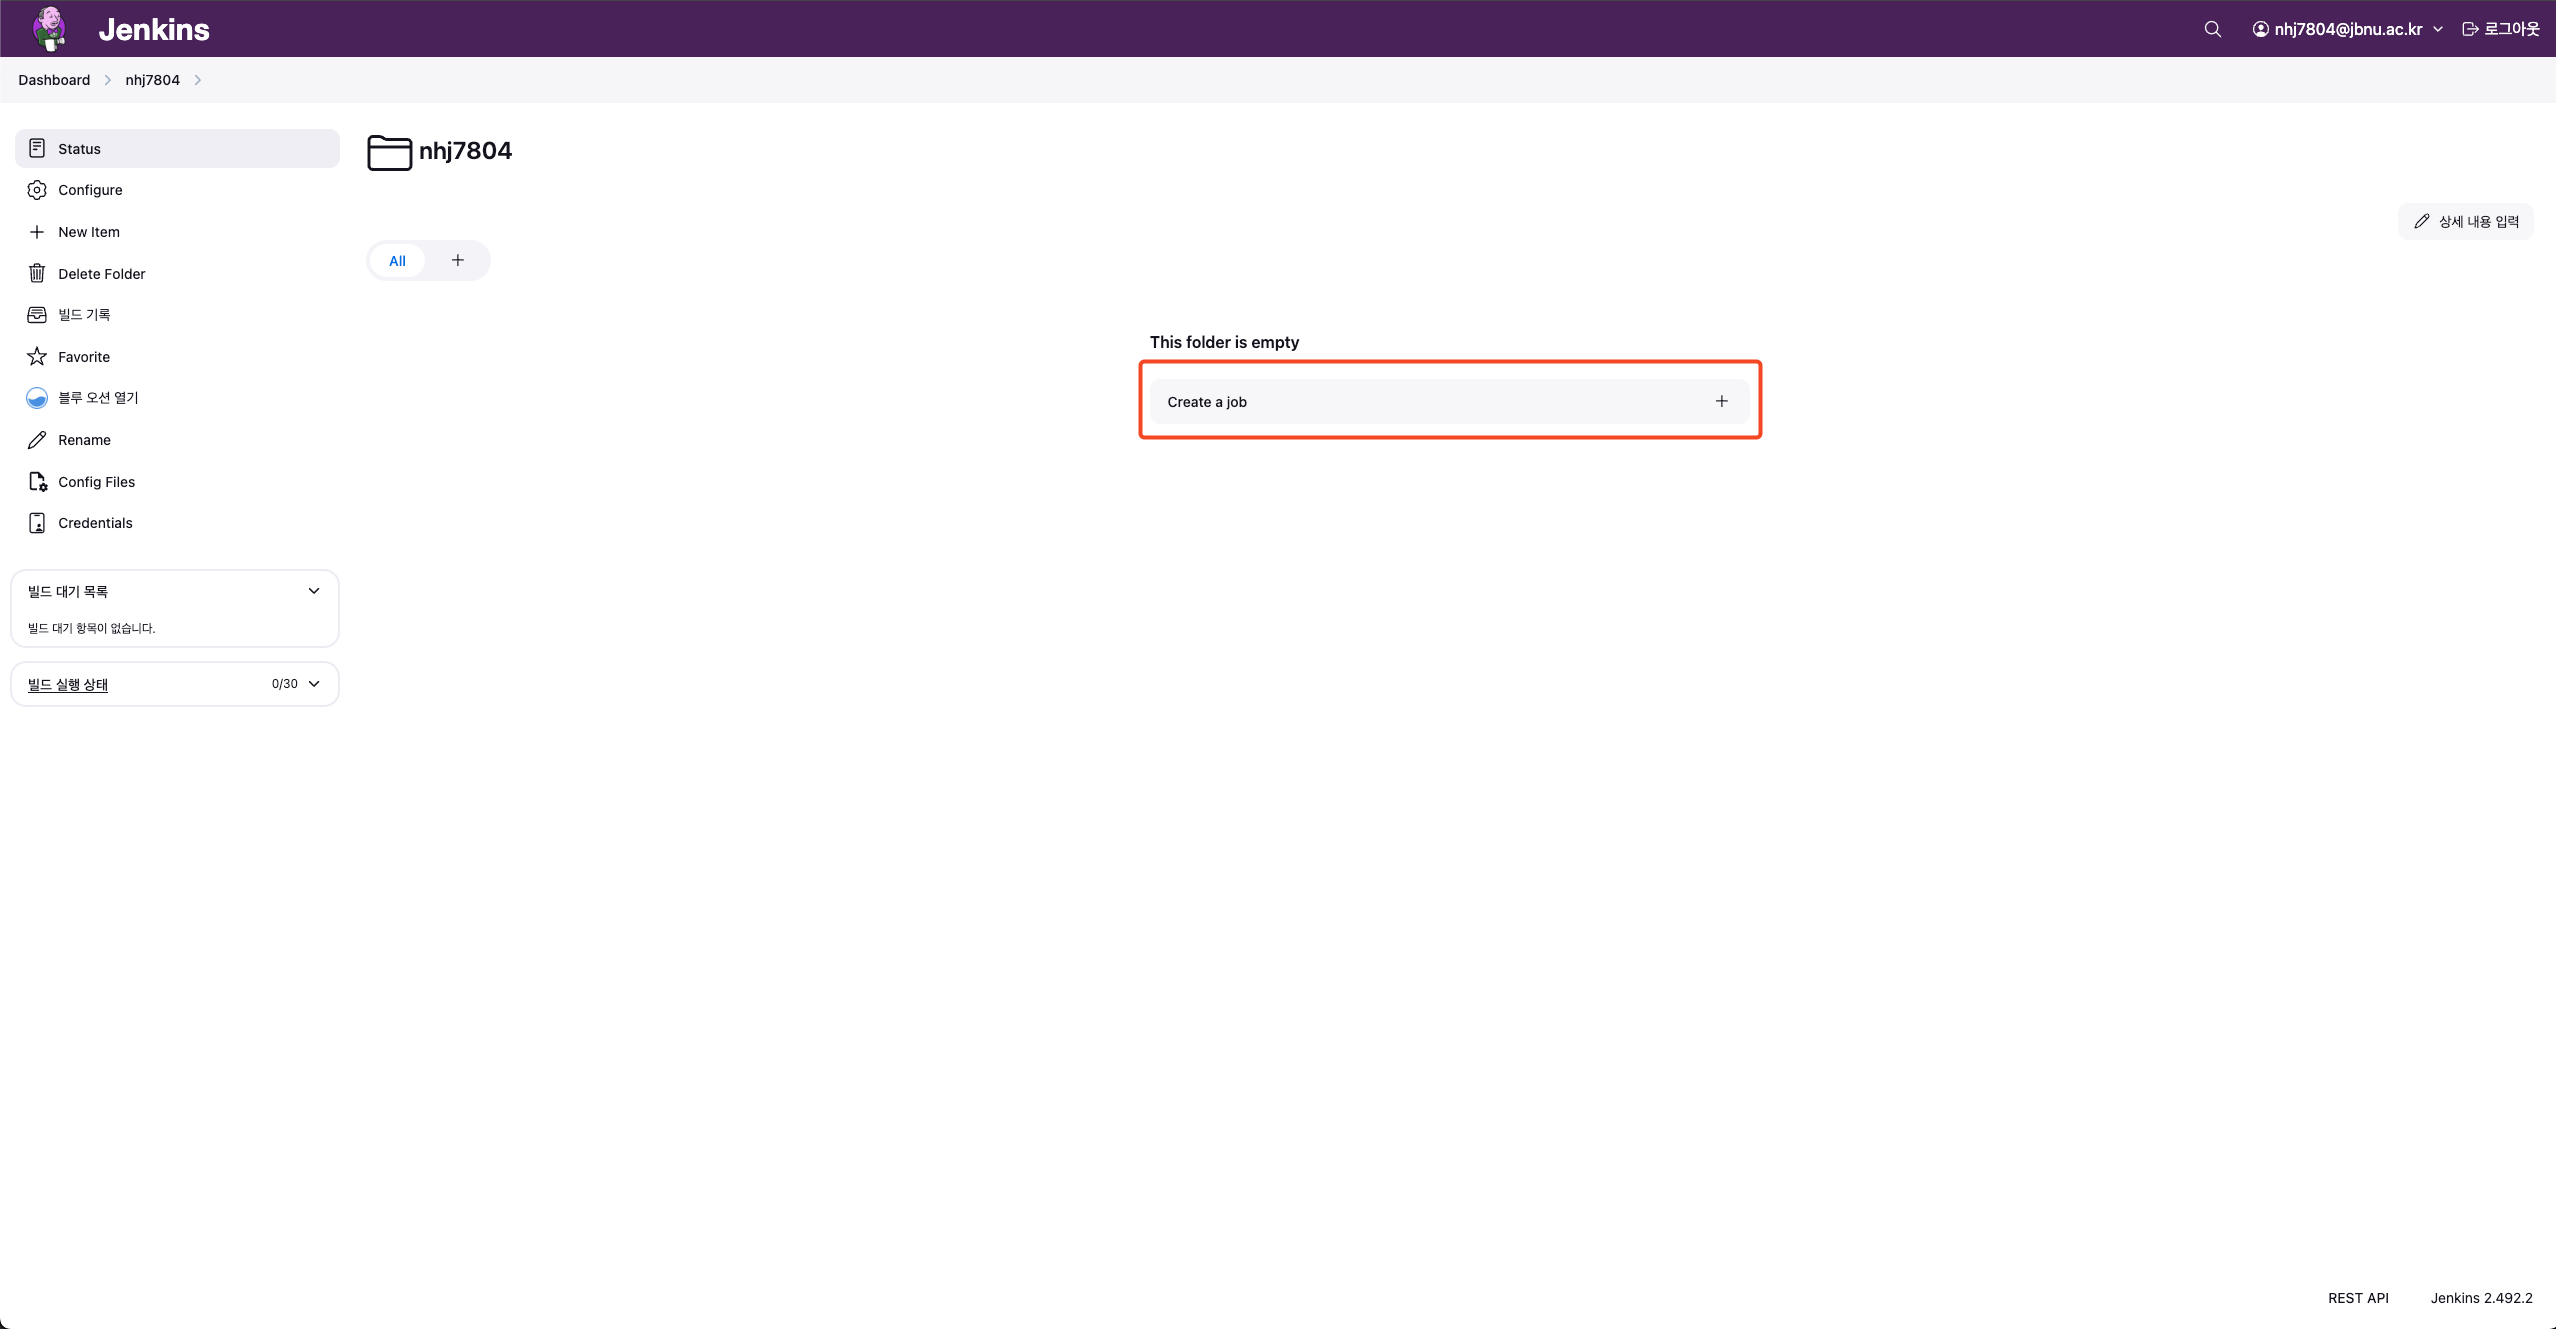 Jenkins
nhj7804@jbnu.ac.kr
로그아웃
Dashboard
nhj7804
Status
Configure
New Item
Delete Folder
빌드 기록
Favorite
블루 오션 열기
Rename
Config Files
Credentials
빌드 대기 목록
빌드 대기 항목이 없습니다.
빌드 실행 상태
0/30
nhj7804
상세 내용 입력
All
This folder is empty
Create a job
REST API
Jenkins 2.492.2